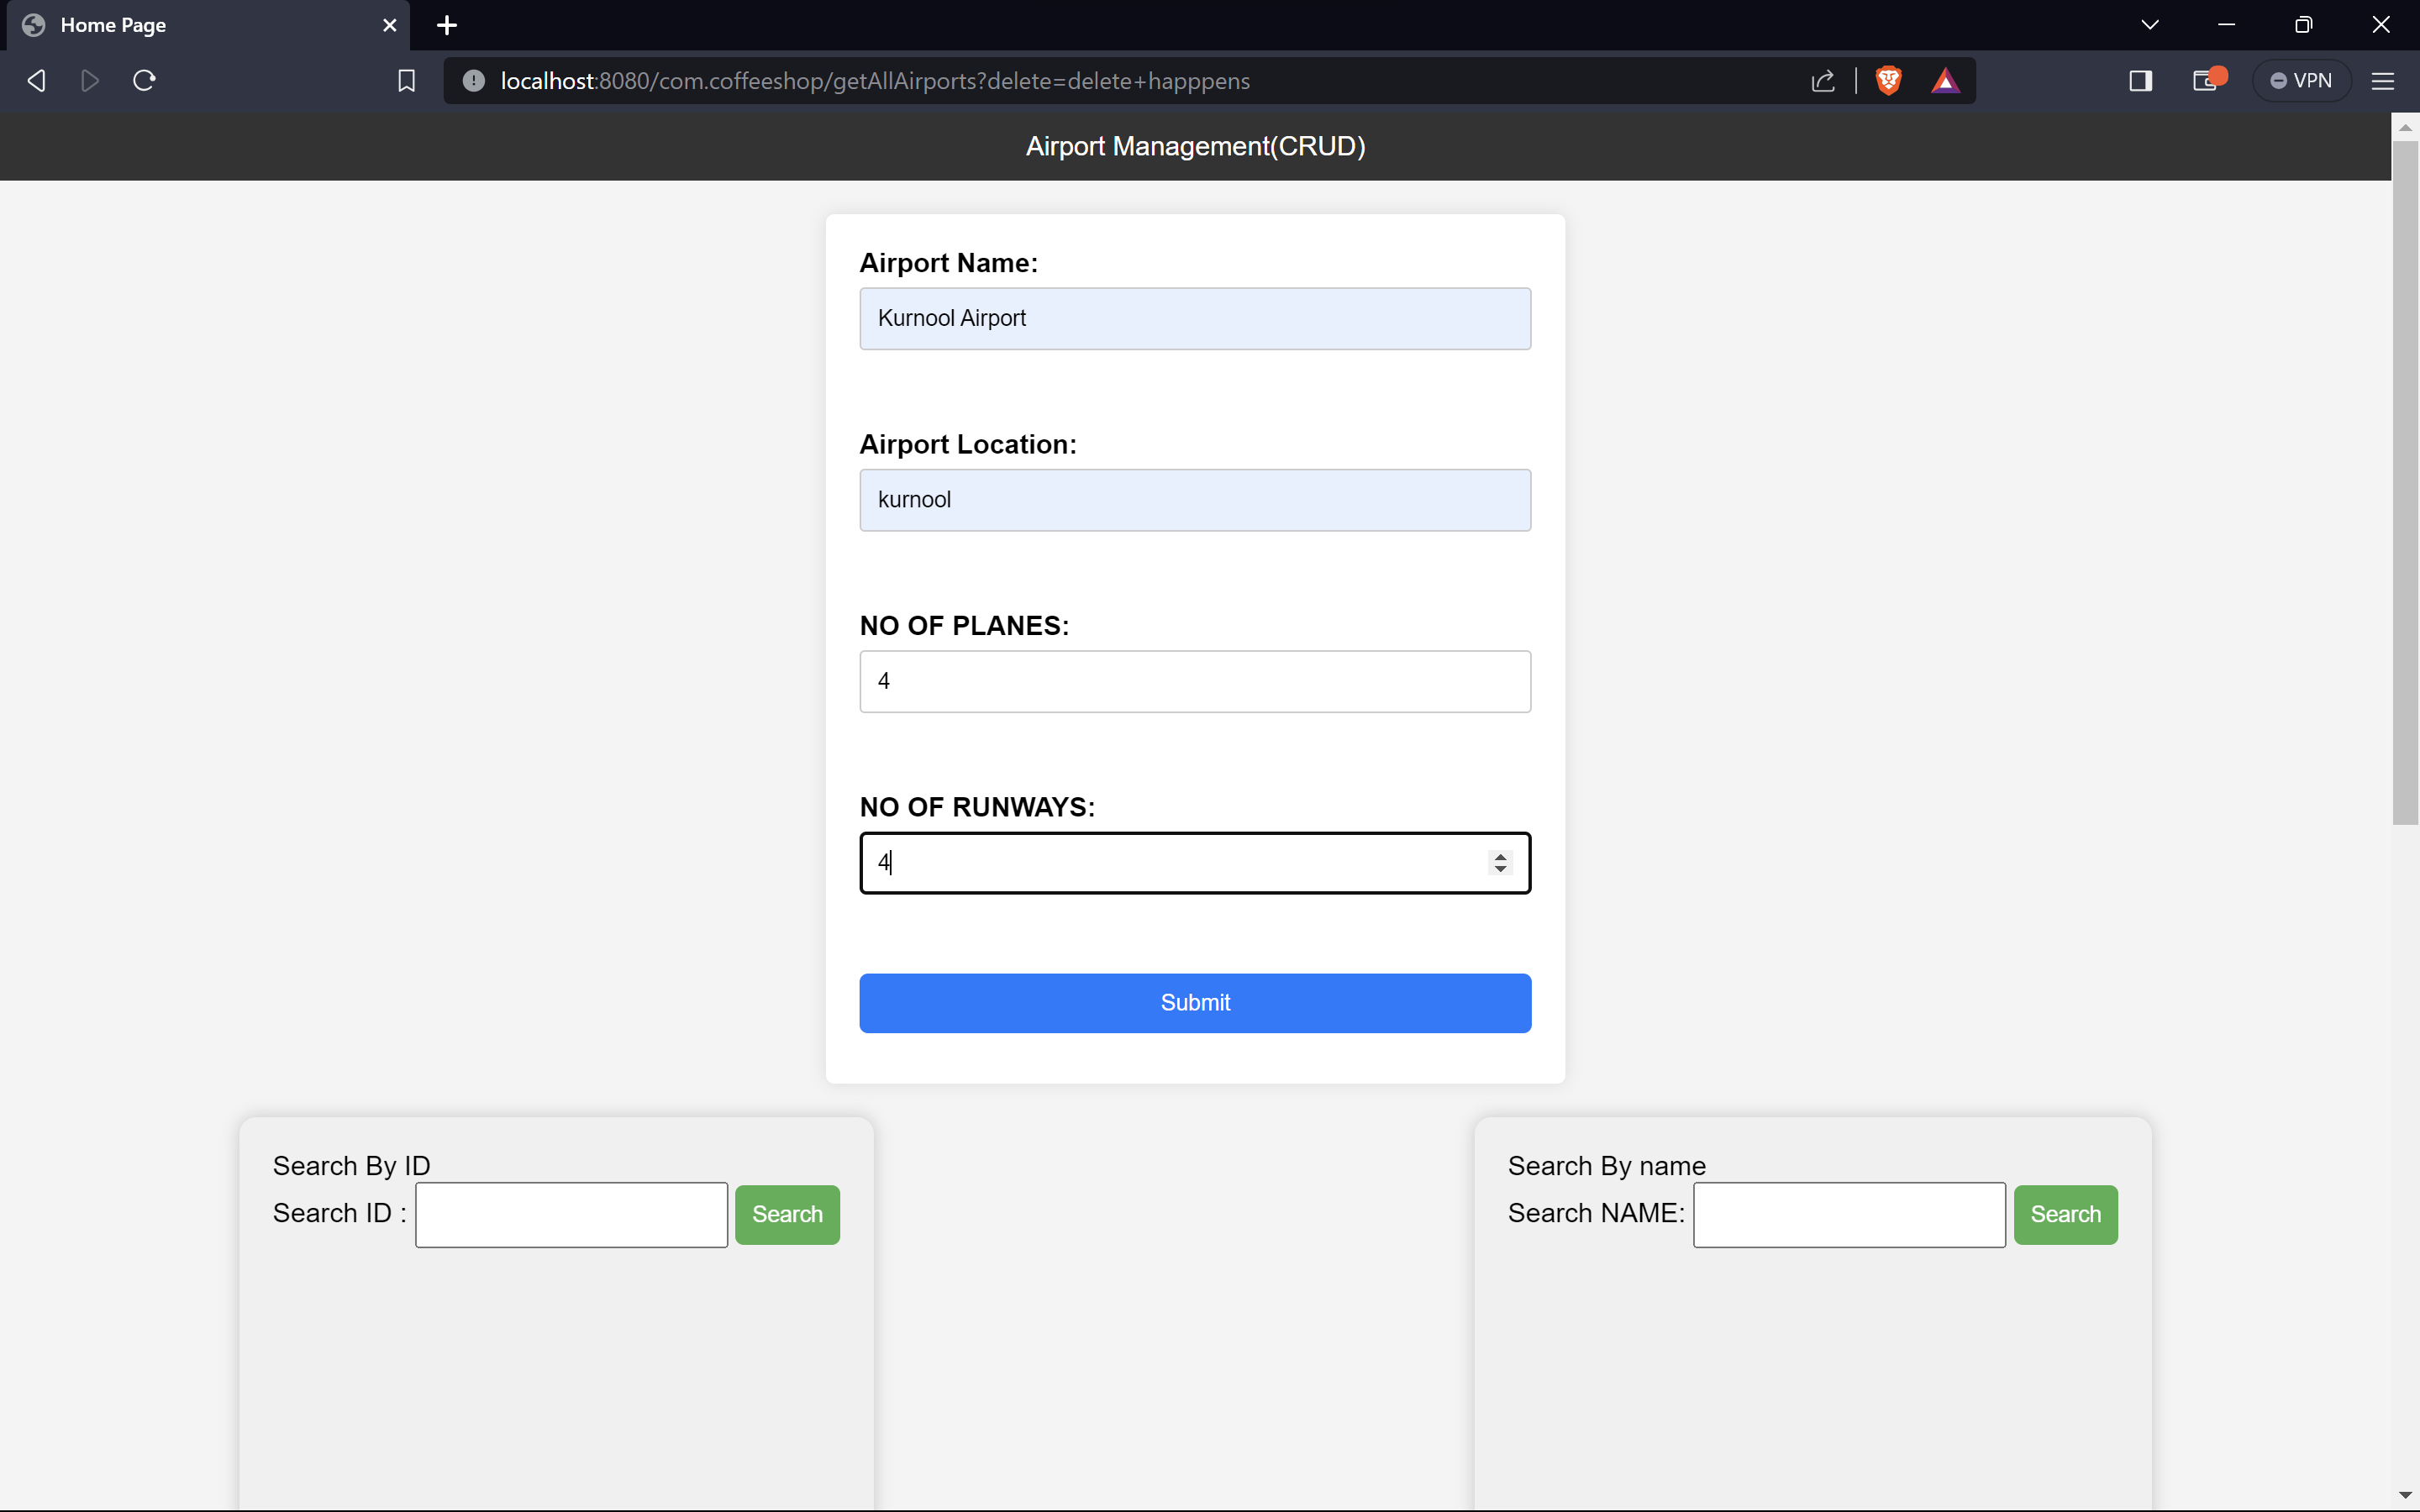 Home Page
localhost:8080/com.coffeeshop/getAllAirports?delete=delete+happpens
VPN
Airport Management(CRUD)
Airport Name:
Kurnool Airport
Airport Location:
kurnool
NO OF PLANES:
4
NO OF RUNWAYS:
4
Submit
Search By ID
Search ID :
Search
Search By name
Search NAME:
Search